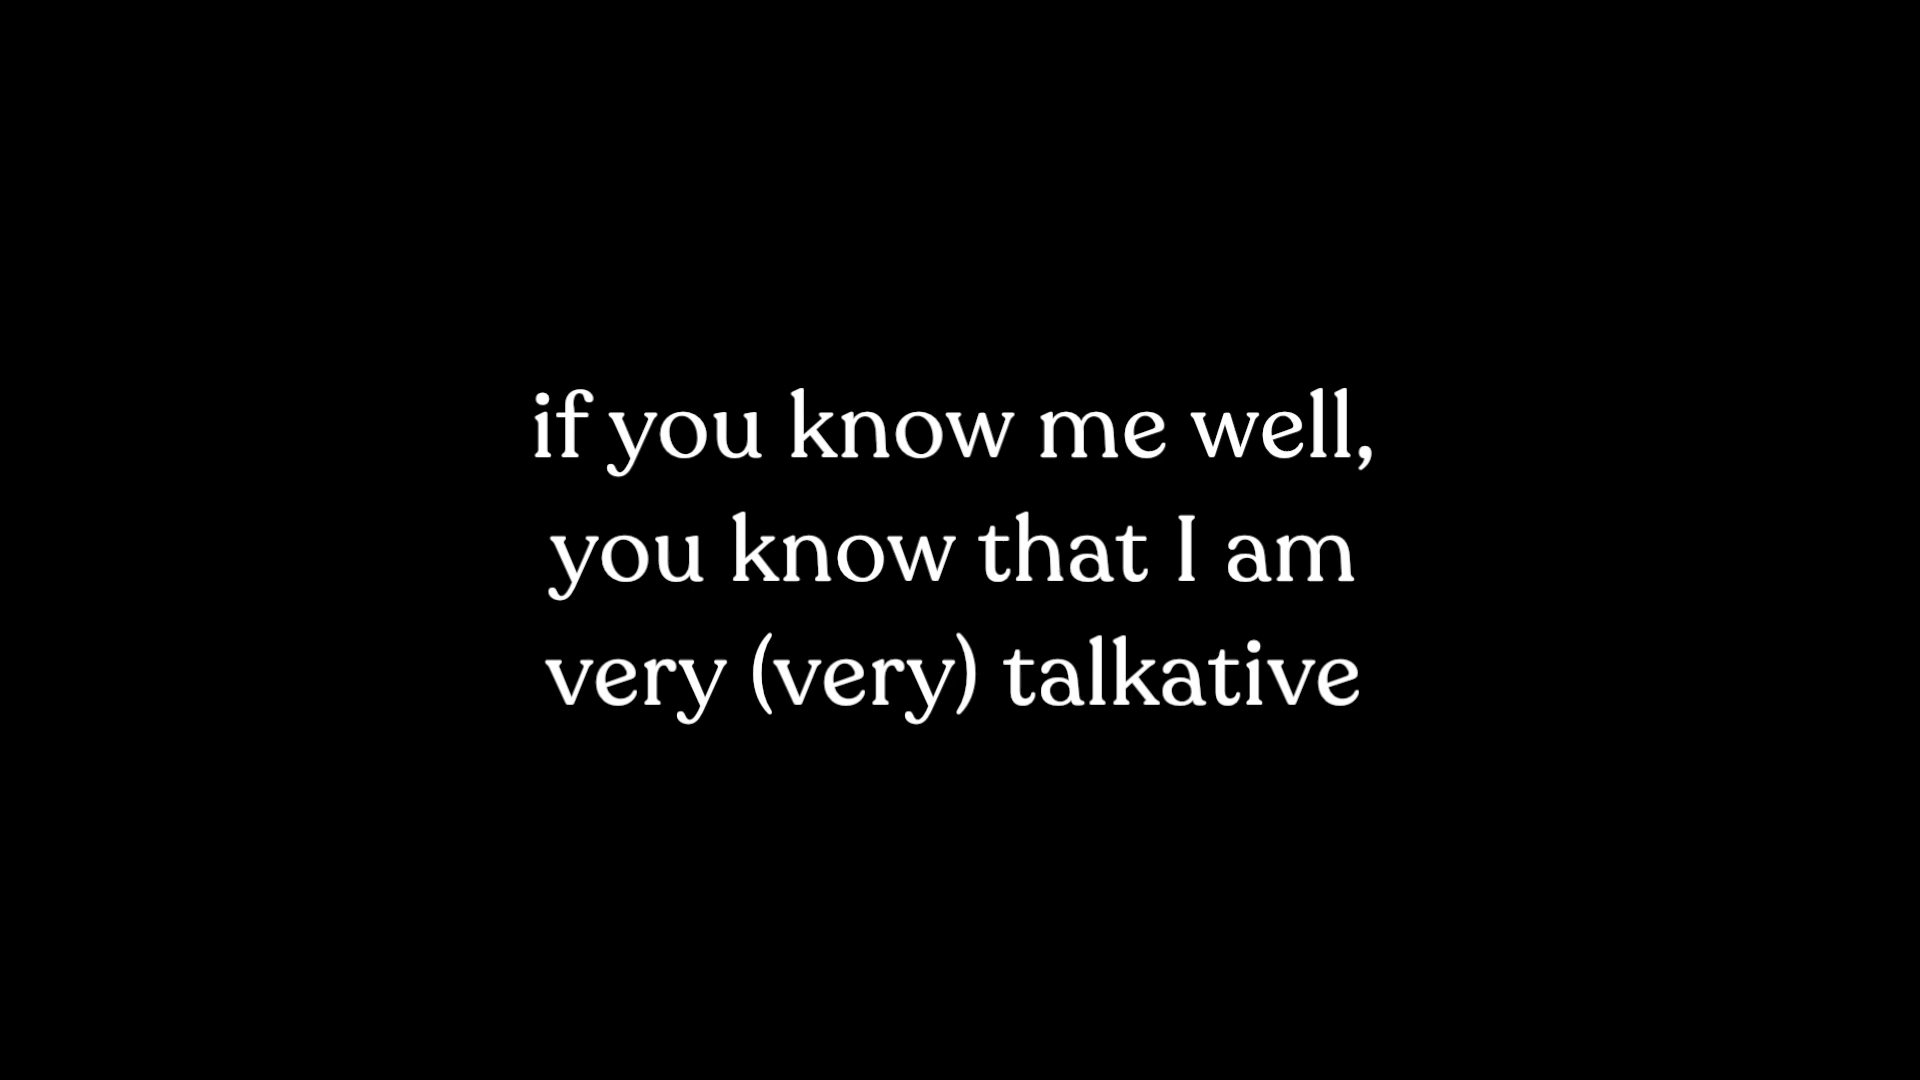 if you know me well,
you know that I am
very (very) talkative